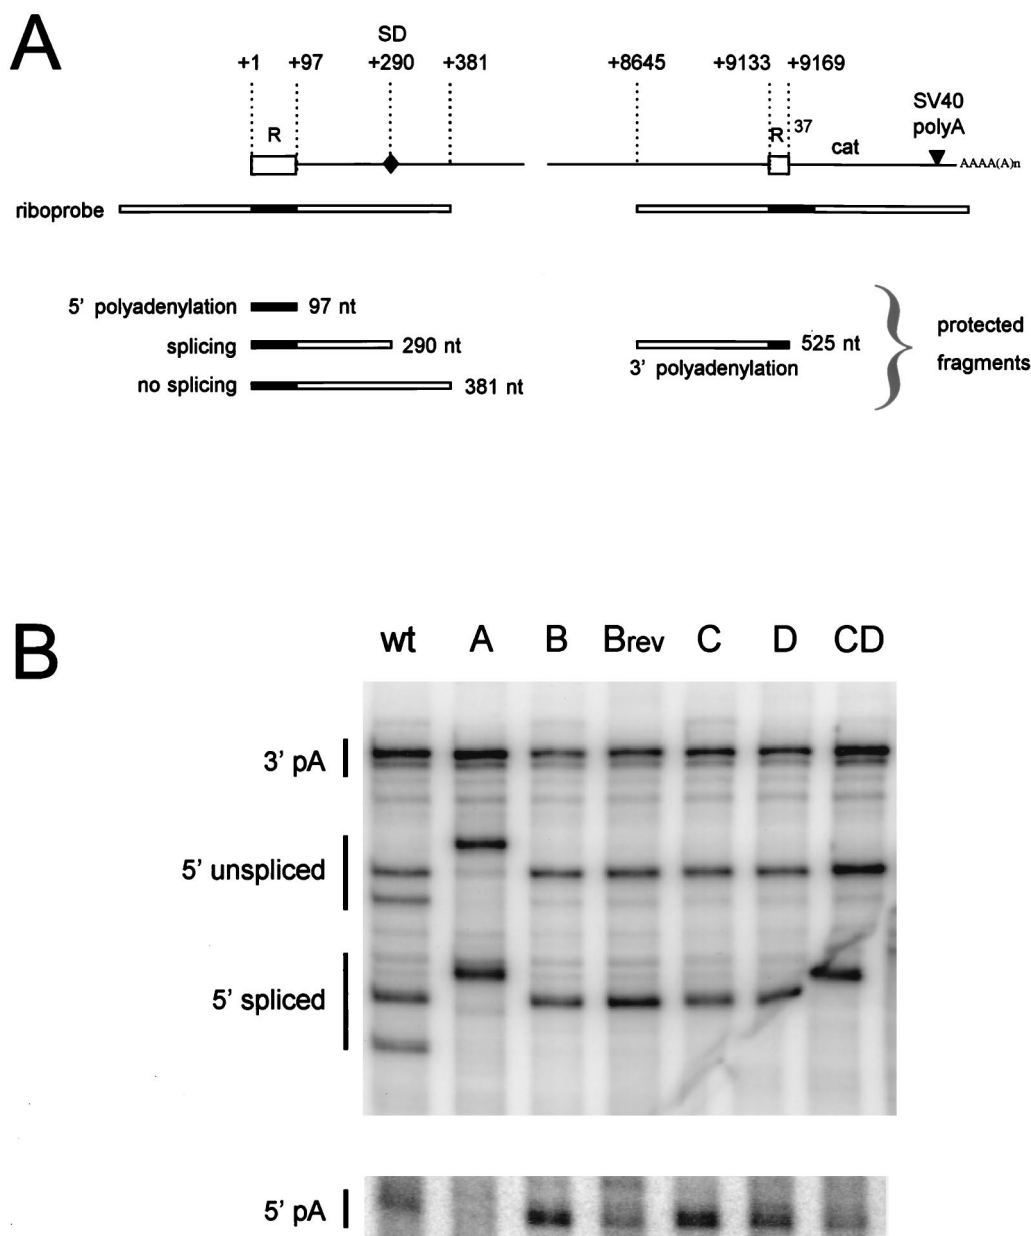 A
SD
+1 +97 +290 +381 +8645 +9133 +9169
SV40
polyA
R R 37 cat
AAAA(A)n
riboprobe
5' polyadenylation 97 nt
splicing 290 nt 525 nt
3' polyadenylation
no splicing 381 nt
protected
fragments
B
wt A B Brev C D CD
3' pA
5' unspliced
5' spliced
5' pA